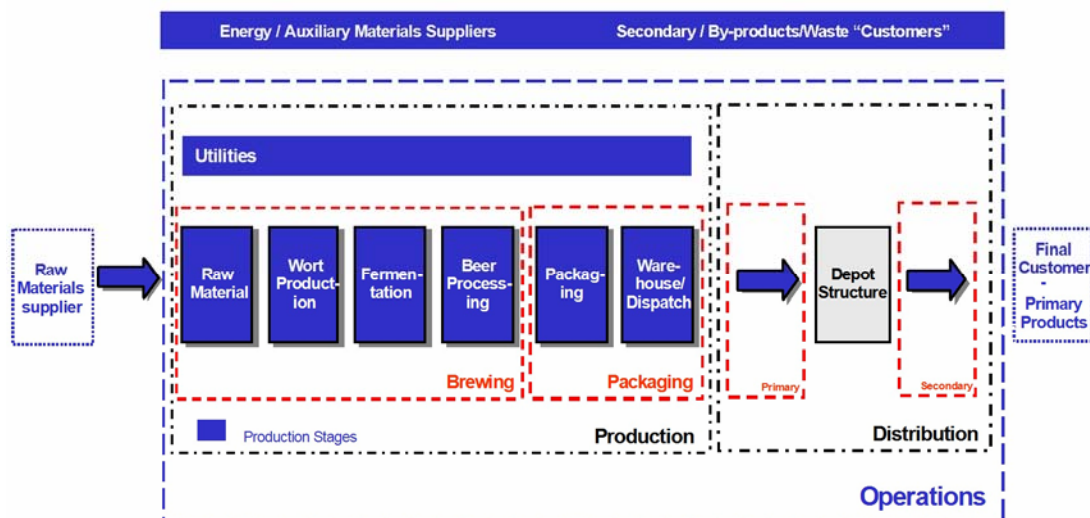 Energy / Auxiliary Materials Suppliers
Secondary / By-products/Waste “Customers”
Utilities
Raw
Materials
supplier
Raw
Material
Wort
Product-
ion
Fermen-
tation
Beer
Process-
ing
Packag-
ing
Ware-
house/
Dispatch
Depot
Structure
Final
Customer
-
Primary
Products
Brewing
Packaging
Primary
Secondary
Production Stages
Production
Distribution
Operations